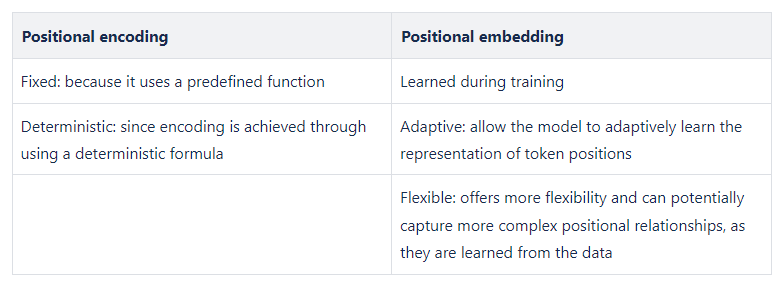 Positional encoding
Positional embedding
Fixed: because it uses a predefined function
Learned during training
Deterministic: since encoding is achieved through
using a deterministic formula
Adaptive: allow the model to adaptively learn the
representation of token positions
Flexible: offers more flexibility and can potentially
capture more complex positional relationships, as
they are learned from the data